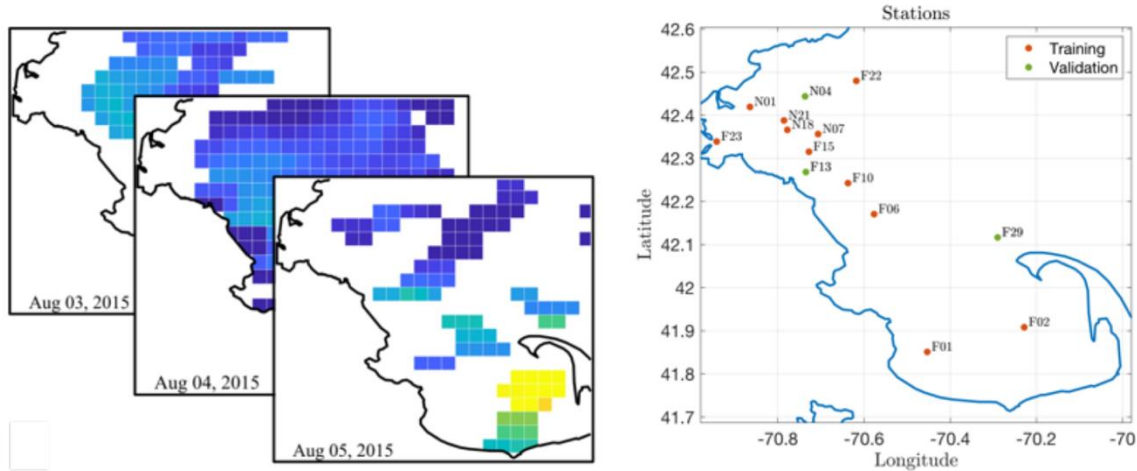 Aug 03, 2015
Aug 04, 2015
Aug 05, 2015
Stations
Training
Validation
42.6
42.5
42.4
42.3
42.2
42.1
42
41.9
41.8
41.7
Latitude
F22
N04
N01
N21
N18
N07
F23
F15
F13
F10
F06
F29
F02
F01
-70.8
-70.6
-70.4
-70.2
-70
Longitude